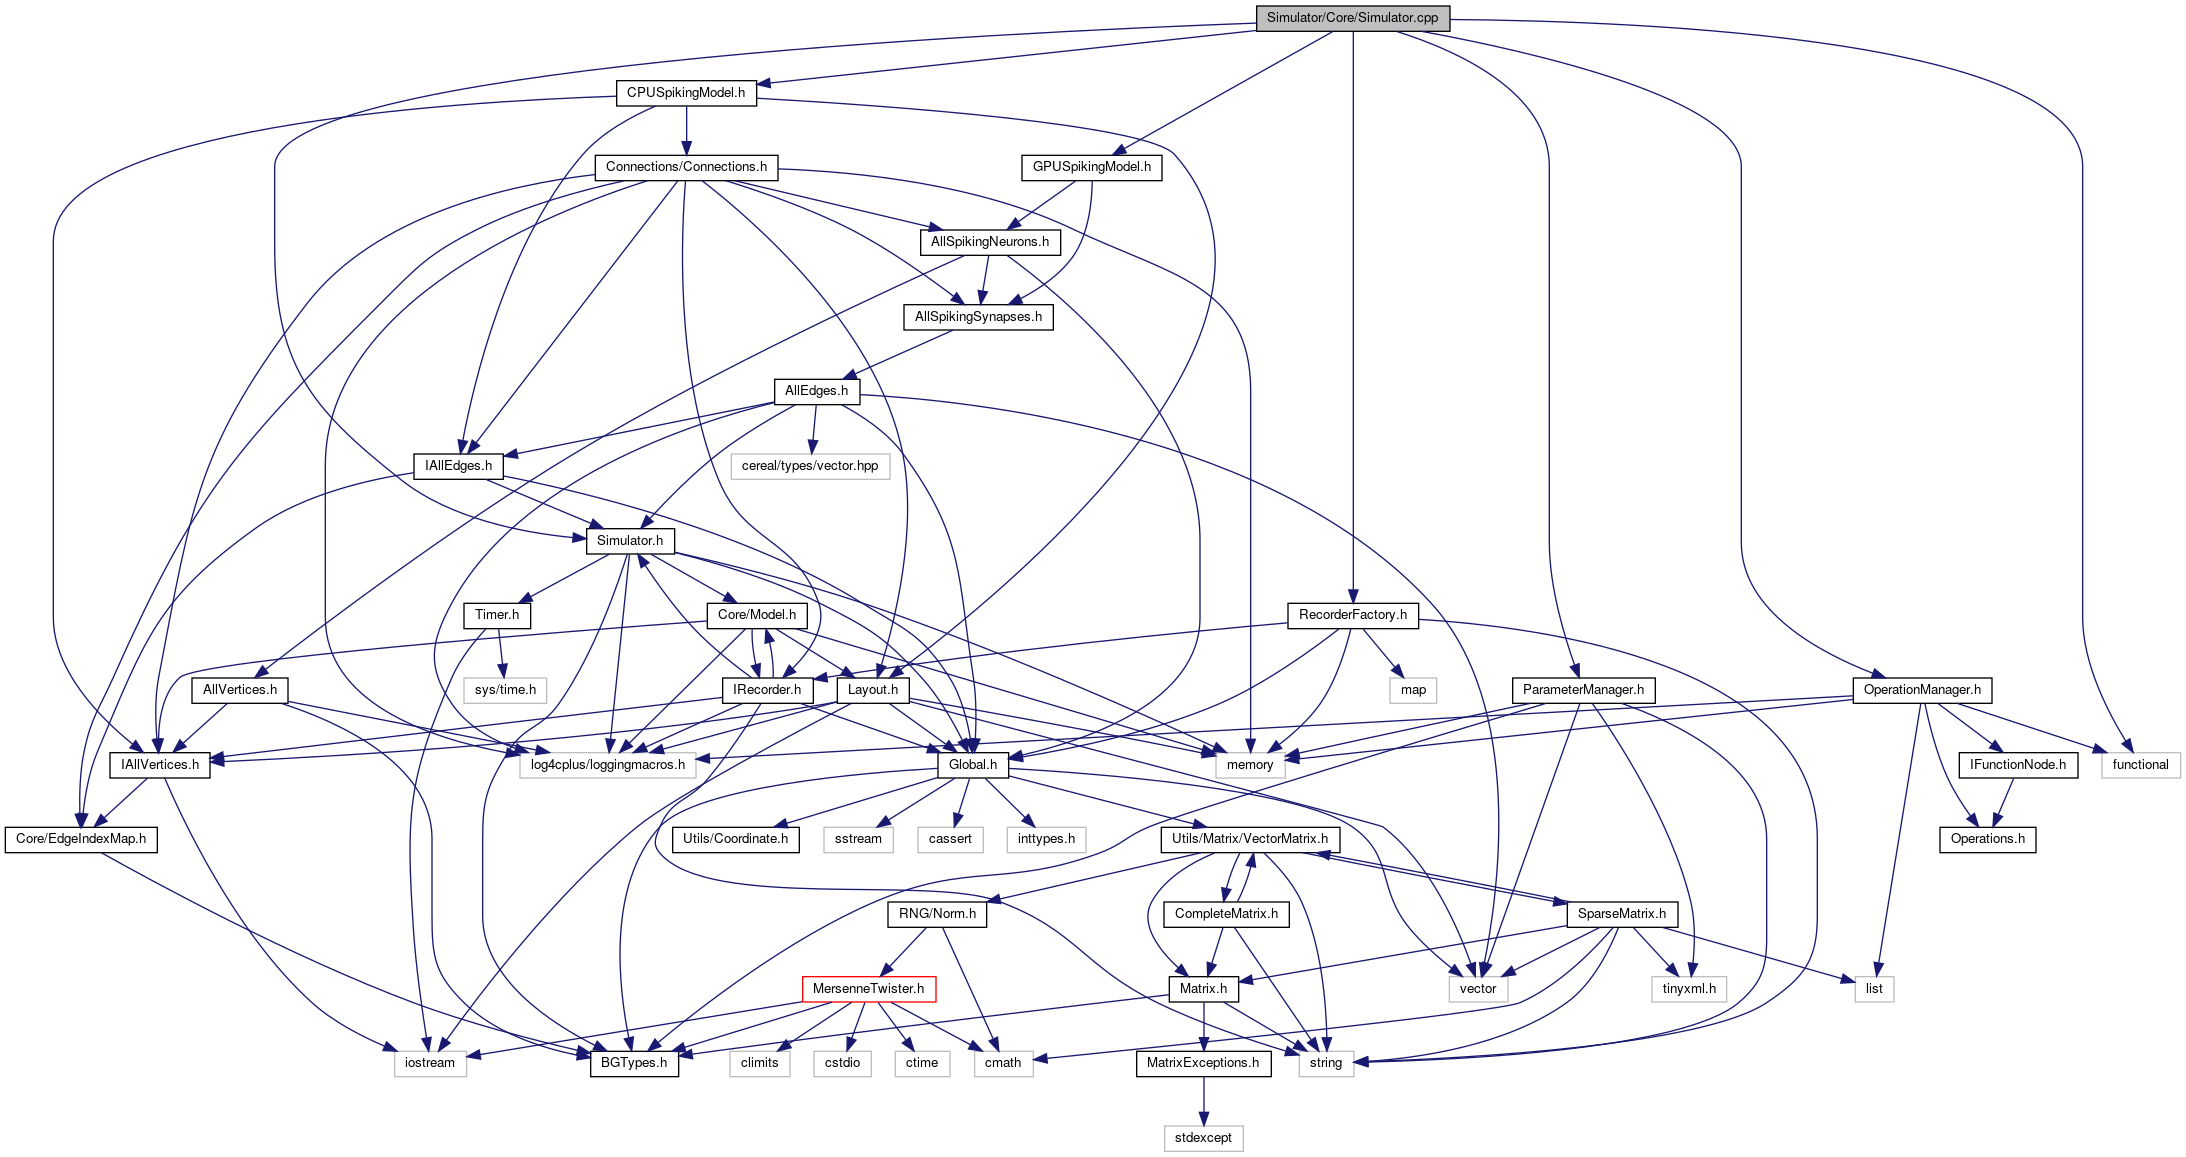 Simulator/Core/Simulator.cpp
CPUSpikingModel.h
Connections/Connections.h
GPUSpikingModel.h
AllSpikingNeurons.h
AllSpikingSynapses.h
AllEdges.h
IAllEdges.h
cereal/types/vector.hpp
Simulator.h
Timer.h
Core/Model.h
RecorderFactory.h
sys/time.h
AllVertices.h
IRecorder.h
Layout.h
map
ParameterManager.h
OperationManager.h
IAllVertices.h
log4cplus/loggingmacros.h
Global.h
memory
IFunctionNode.h
functional
Core/EdgeIndexMap.h
Utils/Coordinate.h
sstream
cassert
inttypes.h
Utils/Matrix/VectorMatrix.h
Operations.h
RNG/Norm.h
CompleteMatrix.h
SparseMatrix.h
MersenneTwister.h
Matrix.h
vector
tinyxml.h
list
iostream
BGTypes.h
climits
cstdio
ctime
cmath
MatrixExceptions.h
string
stdexcept